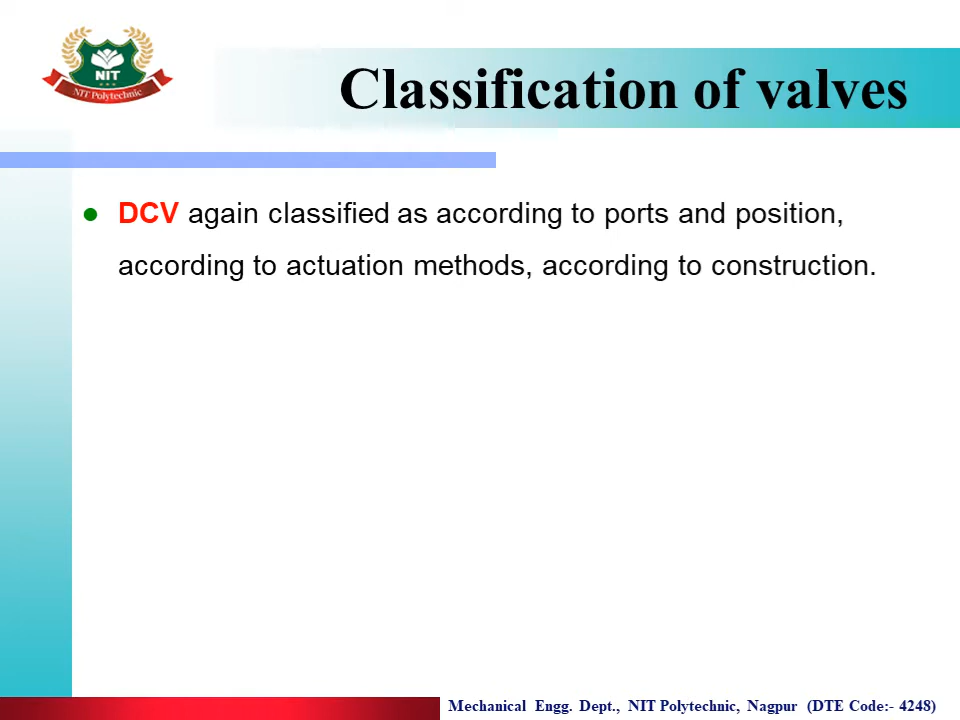 NIT
NIT Polytechnic
Classification of valves
● DCV again classified as according to ports and position,
according to actuation methods, according to construction.
Mechanical Engg. Dept., NIT Polytechnic, Nagpur (DTE Code:- 4248)